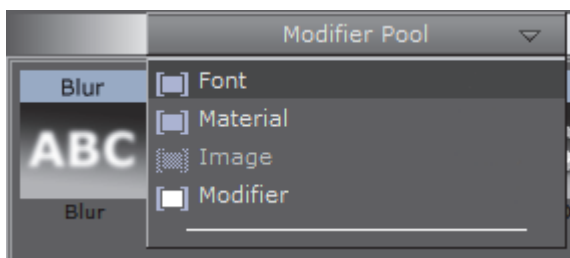 Modifier Pool
Blur
Font
Material
ABC
Image
Modifier
Blur